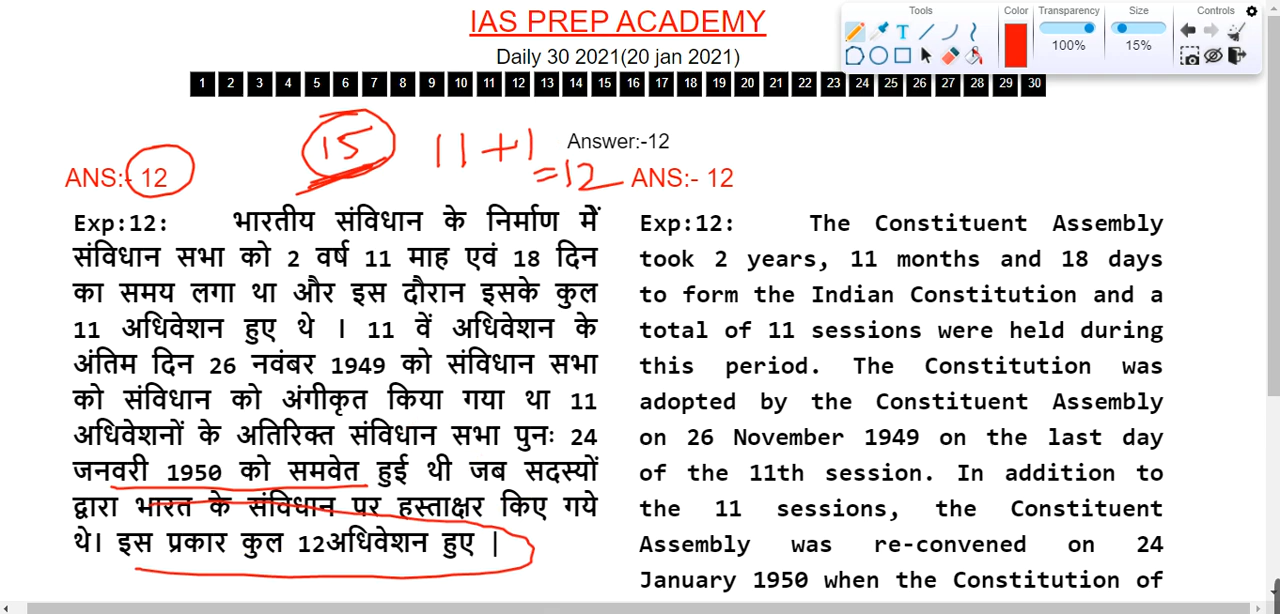 IAS PREP ACADEMY
Daily 30 2021(20 jan 2021)
Tools
Color
Transparency
Size
Controls
100%
15%
1 2 3 4 5 6 7 8 9 10 11 12 13 14 15 16 17 18 19 20 21 22 23 24 25 26 27 28 29 30
15
11+1
=12
Answer:-12
ANS:- 12
Exp:12: भारतीय संविधान के निर्माण में
संविधान सभा को 2 वर्ष 11 माह एवं 18 दिन
का समय लगा था और इस दौरान इसके कुल
11 अधिवेशन हुए थे । 11 वें अधिवेशन के
अंतिम दिन 26 नवंबर 1949 को संविधान सभा
को संविधान को अंगीकृत किया गया था 11
अधिवेशनों के अतिरिक्त संविधान सभा पुनः 24
जनवरी 1950 को समवेत हुई थी जब सदस्यों
द्वारा भारत के संविधान पर हस्ताक्षर किए गये
थे। इस प्रकार कुल 12अधिवेशन हुए |
ANS:- 12
Exp:12: The Constituent Assembly
took 2 years, 11 months and 18 days
to form the Indian Constitution and a
total of 11 sessions were held during
this period. The Constitution was
adopted by the Constituent Assembly
on 26 November 1949 on the last day
of the 11th session. In addition to
the 11 sessions, the Constituent
Assembly was re-convened on 24
January 1950 when the Constitution of